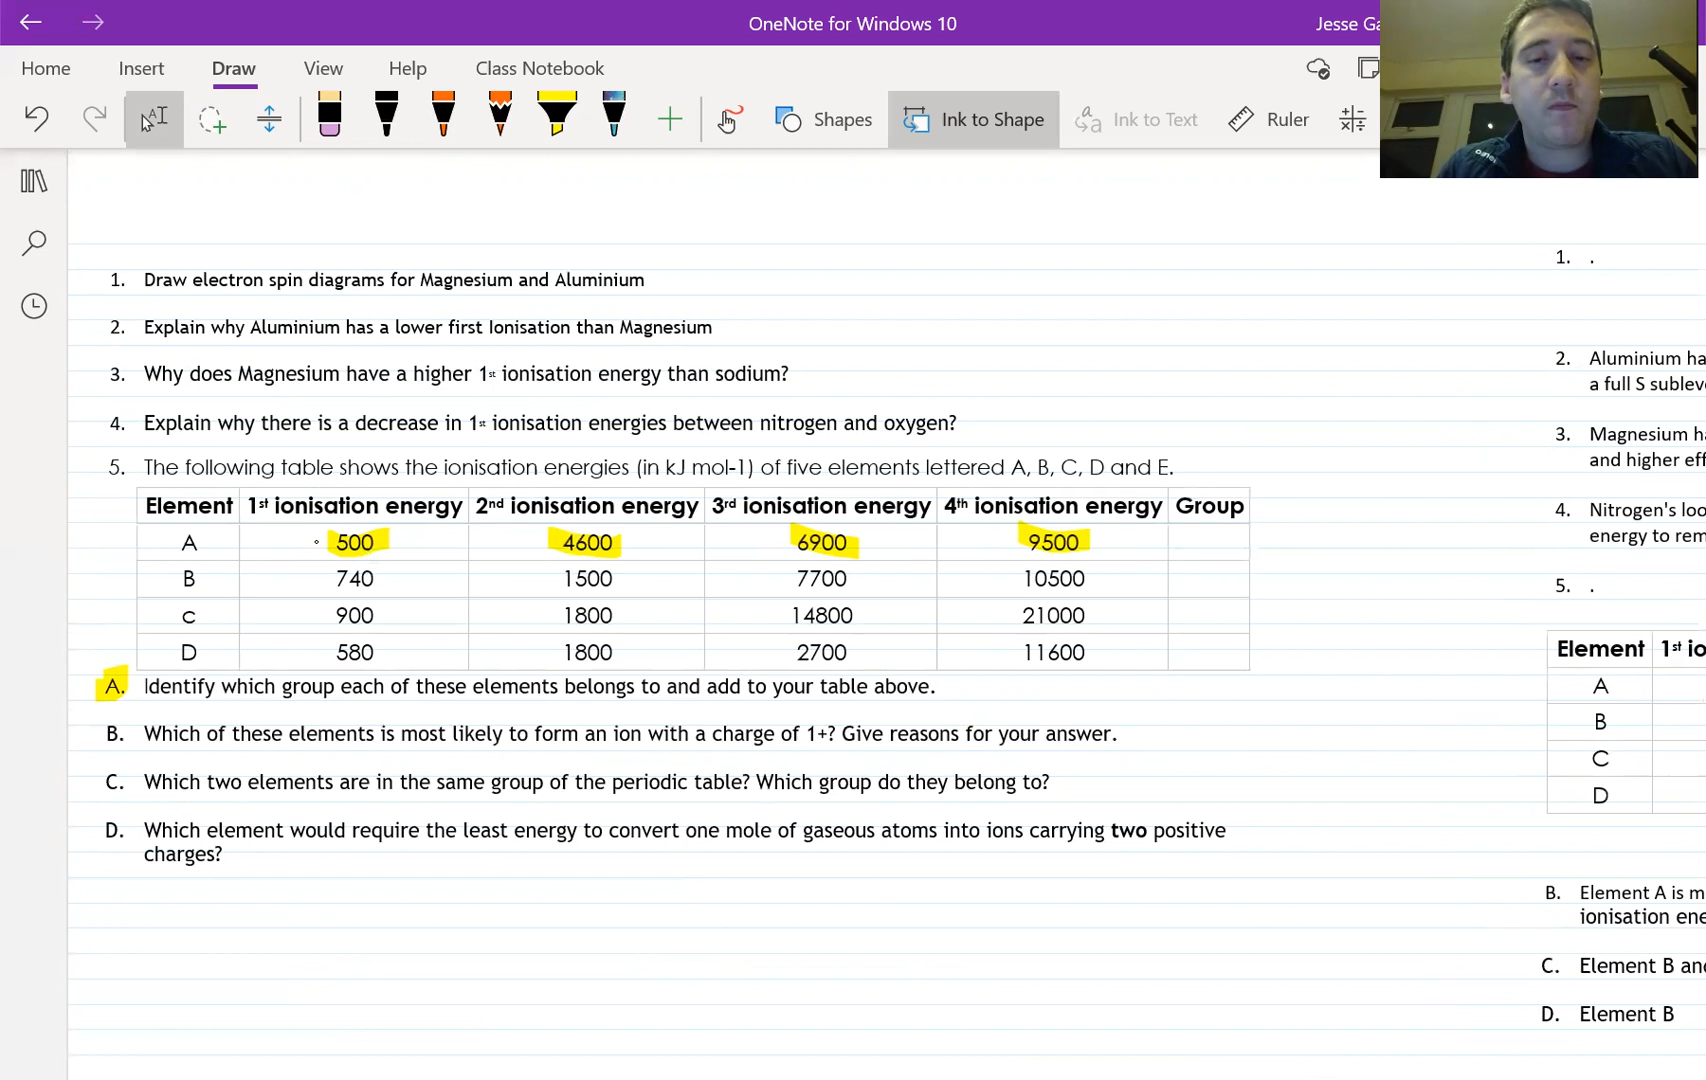 OneNote for Windows 10
Jesse Ga
Home Insert Draw View Help Class Notebook
Shapes Ink to Shape Ink to Text Ruler
1. Draw electron spin diagrams for Magnesium and Aluminium
2. Explain why Aluminium has a lower first Ionisation than Magnesium
3. Why does Magnesium have a higher 1st ionisation energy than sodium?
4. Explain why there is a decrease in 1st ionisation energies between nitrogen and oxygen?
5. The following table shows the ionisation energies (in kJ mol-1) of five elements lettered A, B, C, D and E.
Element 1st ionisation energy 2nd ionisation energy 3rd ionisation energy 4th ionisation energy Group
A 500 4600 6900 9500
B 740 1500 7700 10500
c 900 1800 14800 21000
D 580 1800 2700 11600
A. Identify which group each of these elements belongs to and add to your table above.
B. Which of these elements is most likely to form an ion with a charge of 1+? Give reasons for your answer.
C. Which two elements are in the same group of the periodic table? Which group do they belong to?
D. Which element would require the least energy to convert one mole of gaseous atoms into ions carrying two positive
charges?
1. .
2. Aluminium ha
a full S sublev
3. Magnesium ha
and higher eff
4. Nitrogen's loo
energy to rem
5. .
Element 1st io
A
B
C
D
B. Element A is m
ionisation ene
C. Element B and
D. Element B